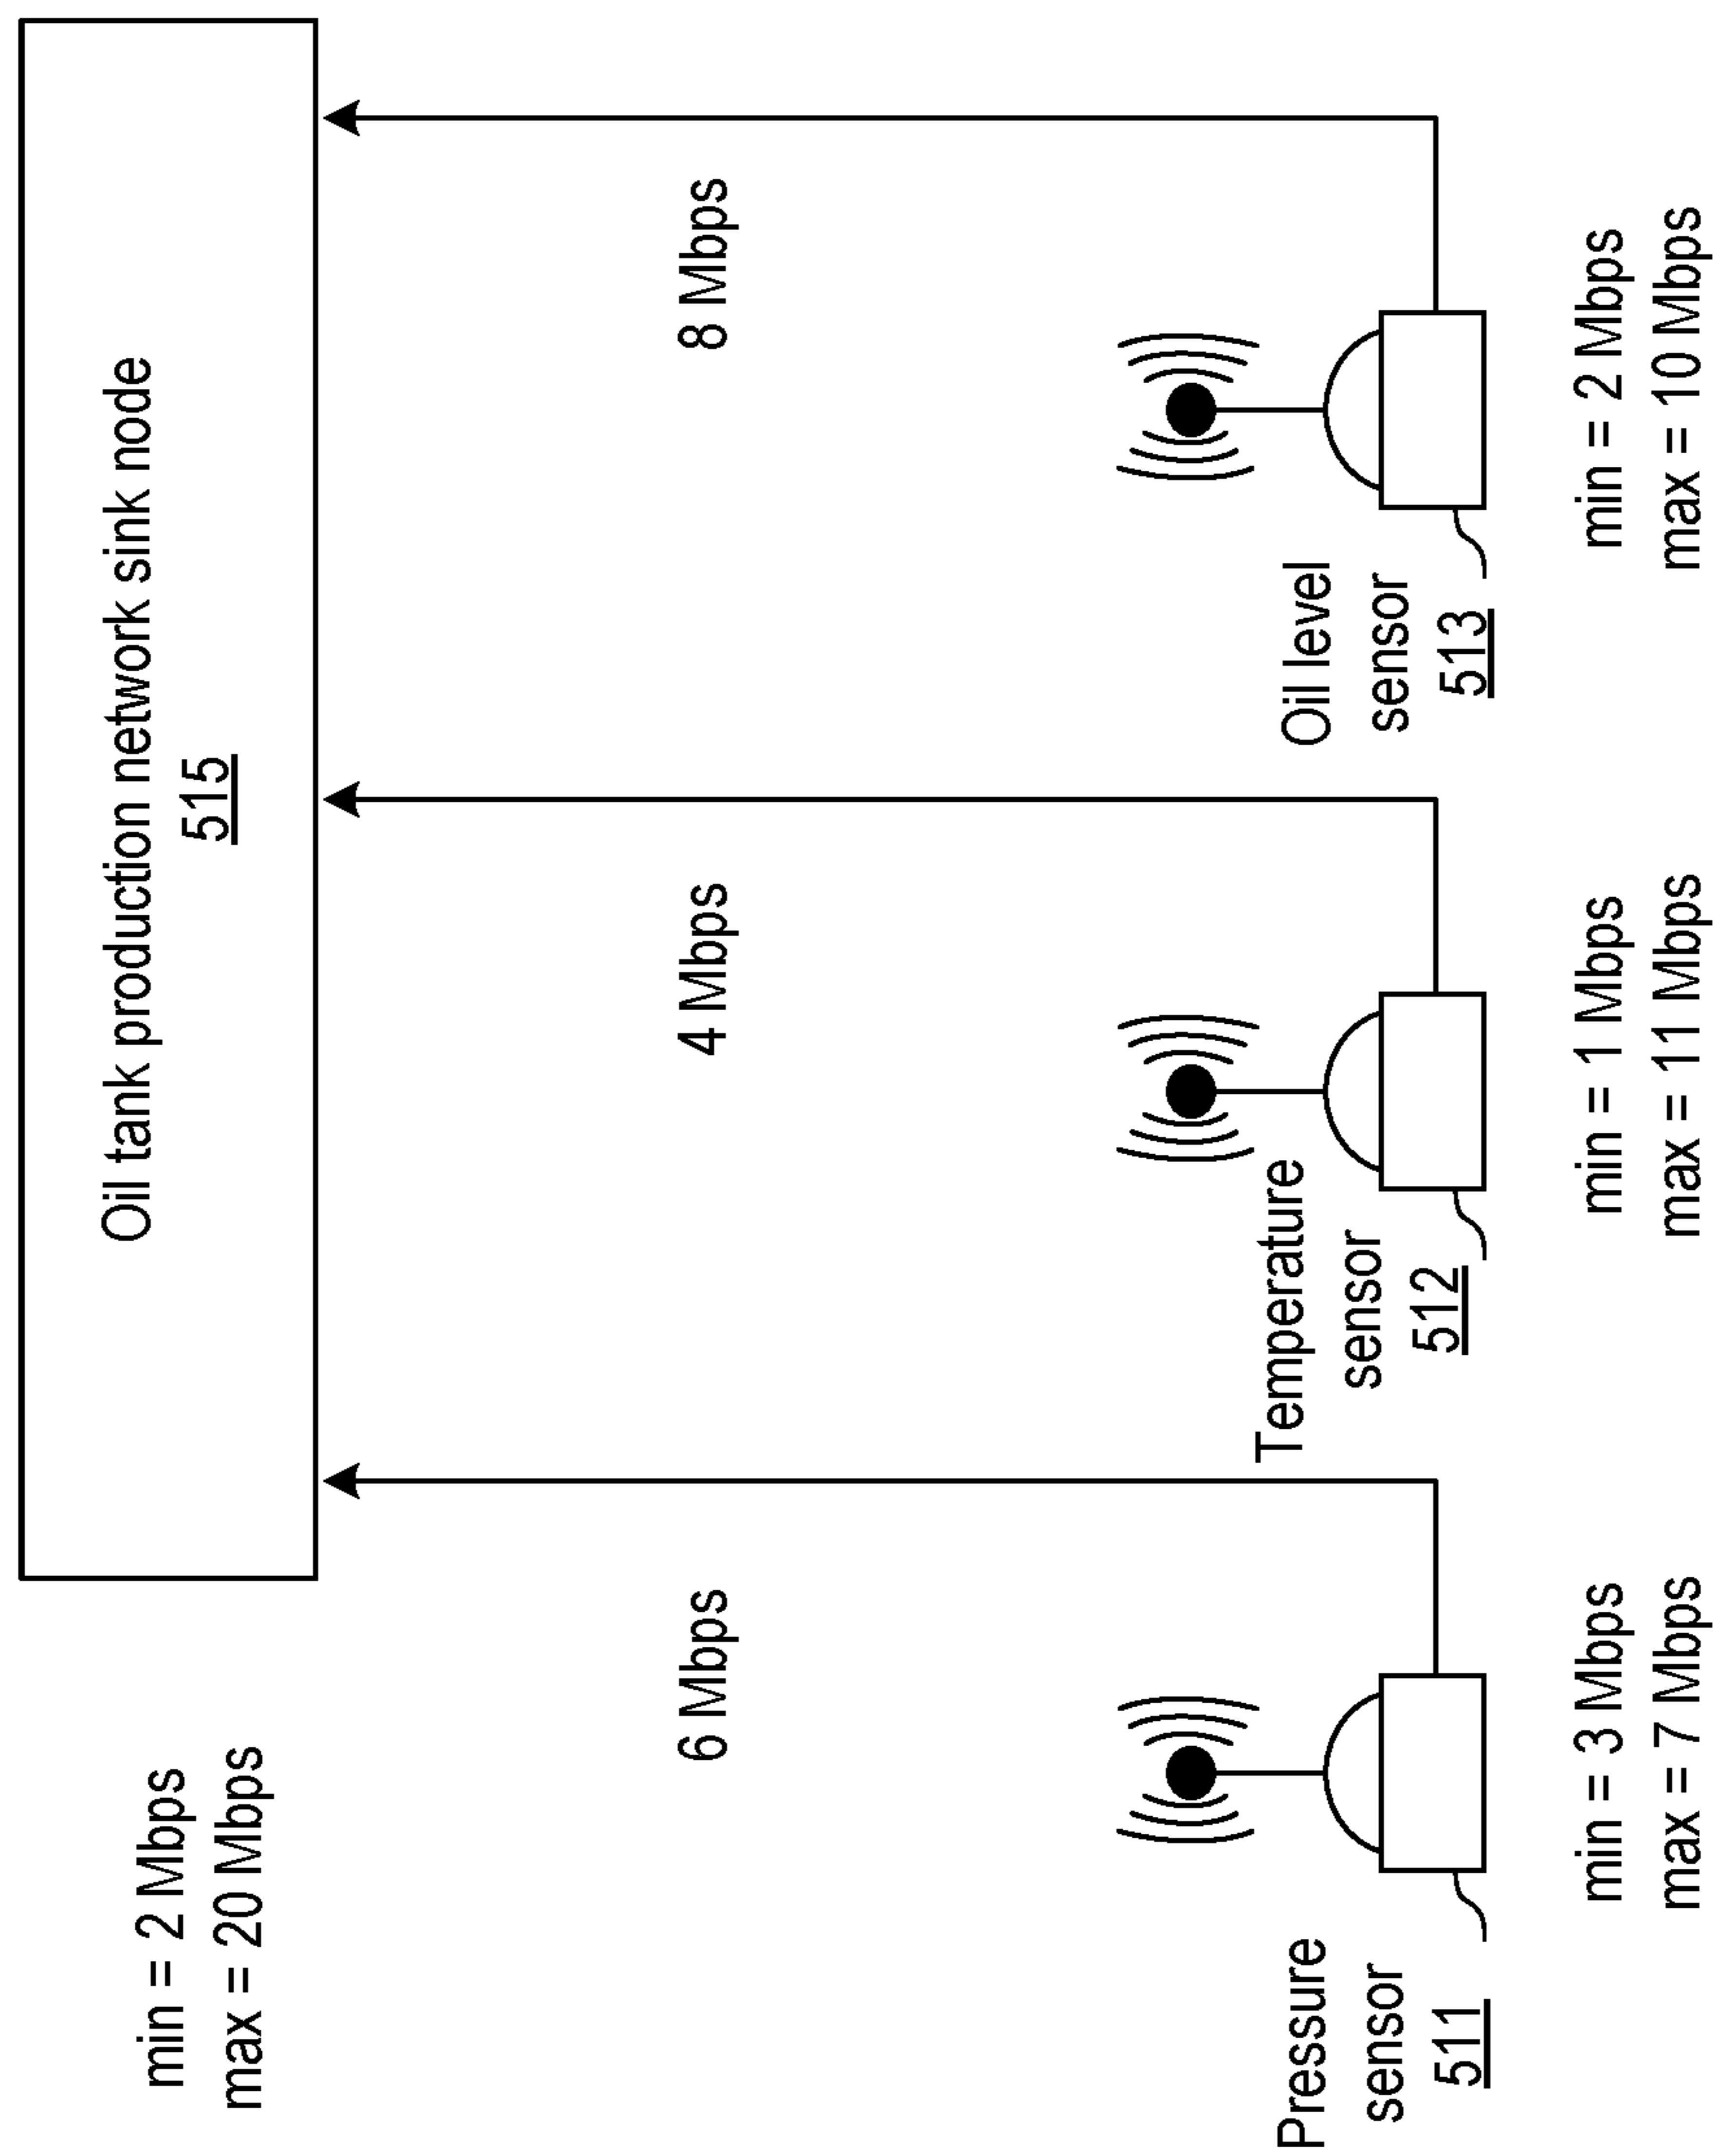 Oil tank production network sink node
515
min = 2 Mbps
max = 20 Mbps
6 Mbps
4 Mbps
8 Mbps
Pressure
sensor
511
Temperature
sensor
512
Oil level
sensor
513
min = 3 Mbps
max = 7 Mbps
min = 1 Mbps
max = 11 Mbps
min = 2 Mbps
max = 10 Mbps